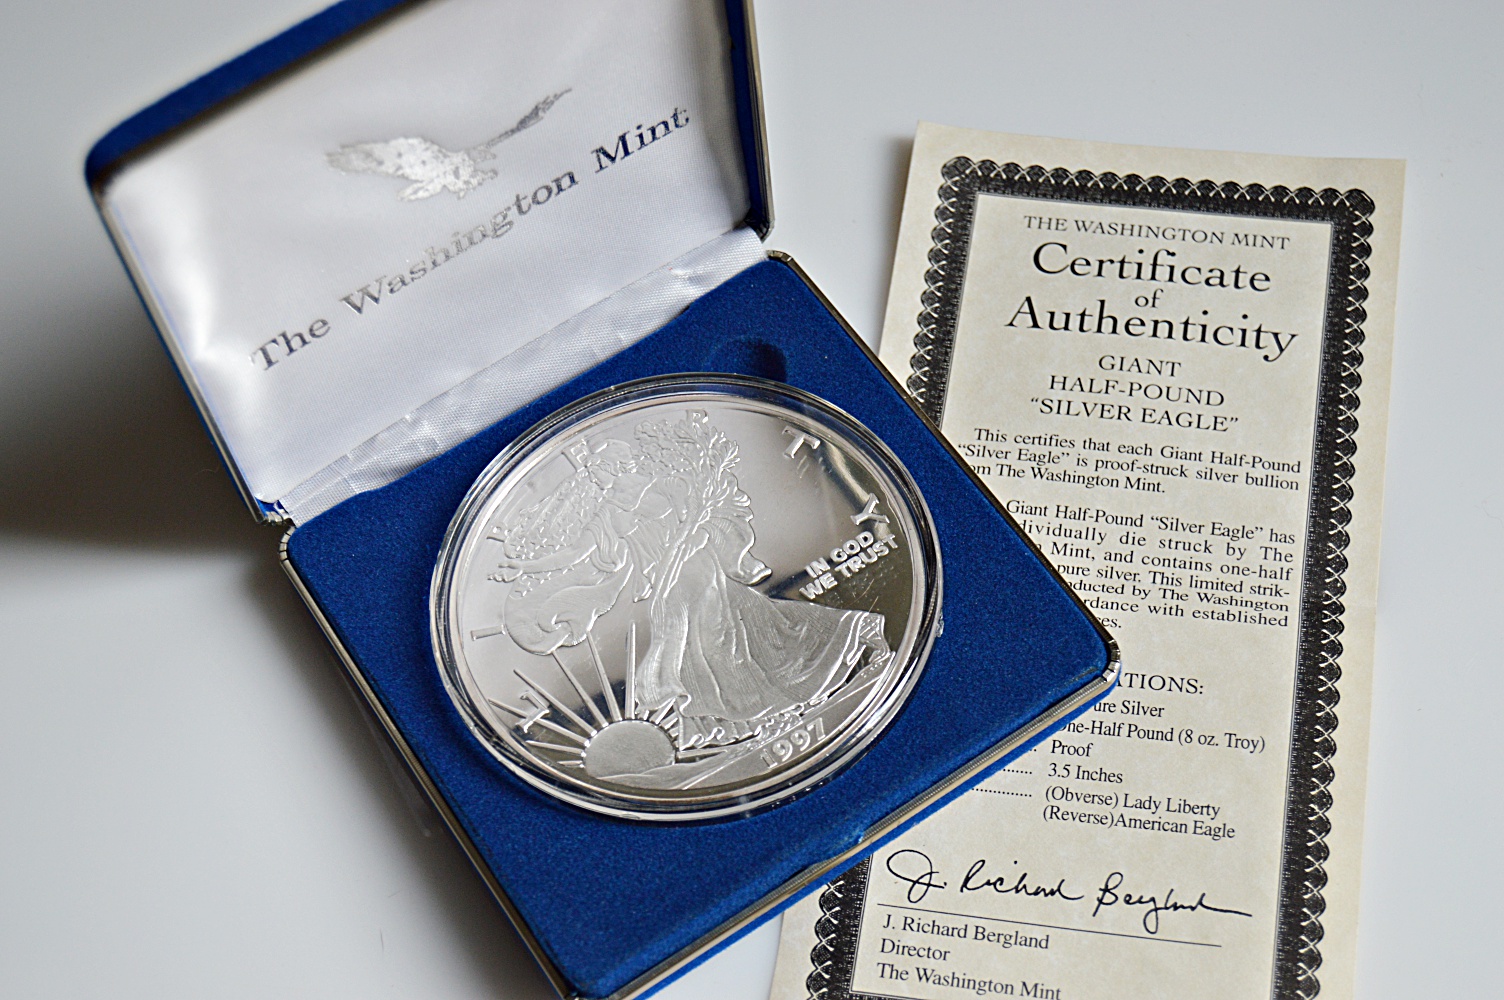 The Washington Mint
LIBERTY
IN GOD
WE TRUST
1997
THE WASHINGTON MINT
Certificate
of
Authenticity
GIANT
HALF-POUND
"SILVER EAGLE"
This certifies that each Giant Half-Pound
"Silver Eagle" is proof-struck silver bullion
om The Washington Mint.
Giant Half-Pound "Silver Eagle" has
dividually die struck by The
n Mint, and contains one-half
pure silver. This limited strik-
nducted by The Washington
rdance with established
ces.
ATIONS:
ure Silver
One-Half Pound (8 oz. Troy)
.. Proof
........ 3.5 Inches
............... (Obverse) Lady Liberty
(Reverse)American Eagle
J. Richard Bergland
J. Richard Bergland
Director
The Washington Mint